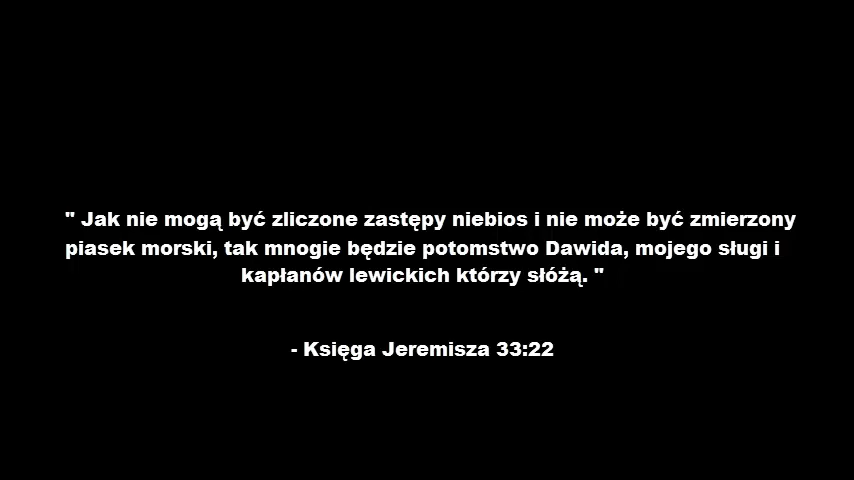 " Jak nie mogą być zliczone zastępy niebios i nie może być zmierzony
piasek morski, tak mnogie będzie potomstwo Dawida, mojego sługi i
kapłanów lewickich którzy słóżą. "
- Księga Jeremisza 33:22